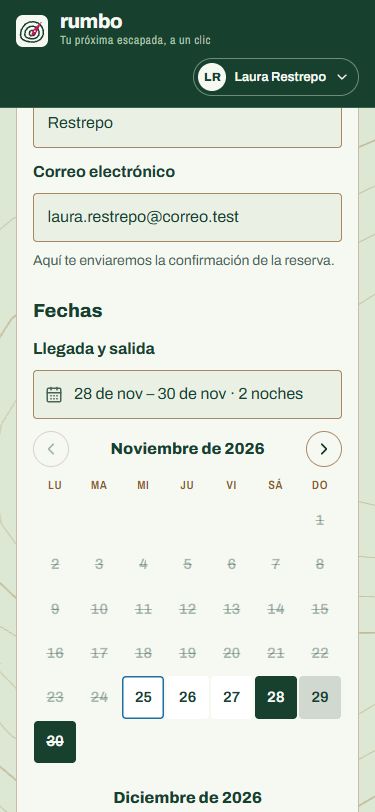 rumbo
Tu próxima escapada, a un clic
LR Laura Restrepo
Restrepo
Correo electrónico
laura.restrepo@correo.test
Aquí te enviaremos la confirmación de la reserva.
Fechas
Llegada y salida
28 de nov – 30 de nov · 2 noches
Noviembre de 2026
LU MA MI JU VI SÁ DO
1
2 3 4 5 6 7 8
9 10 11 12 13 14 15
16 17 18 19 20 21 22
23 24 25 26 27 28 29
30
Diciembre de 2026